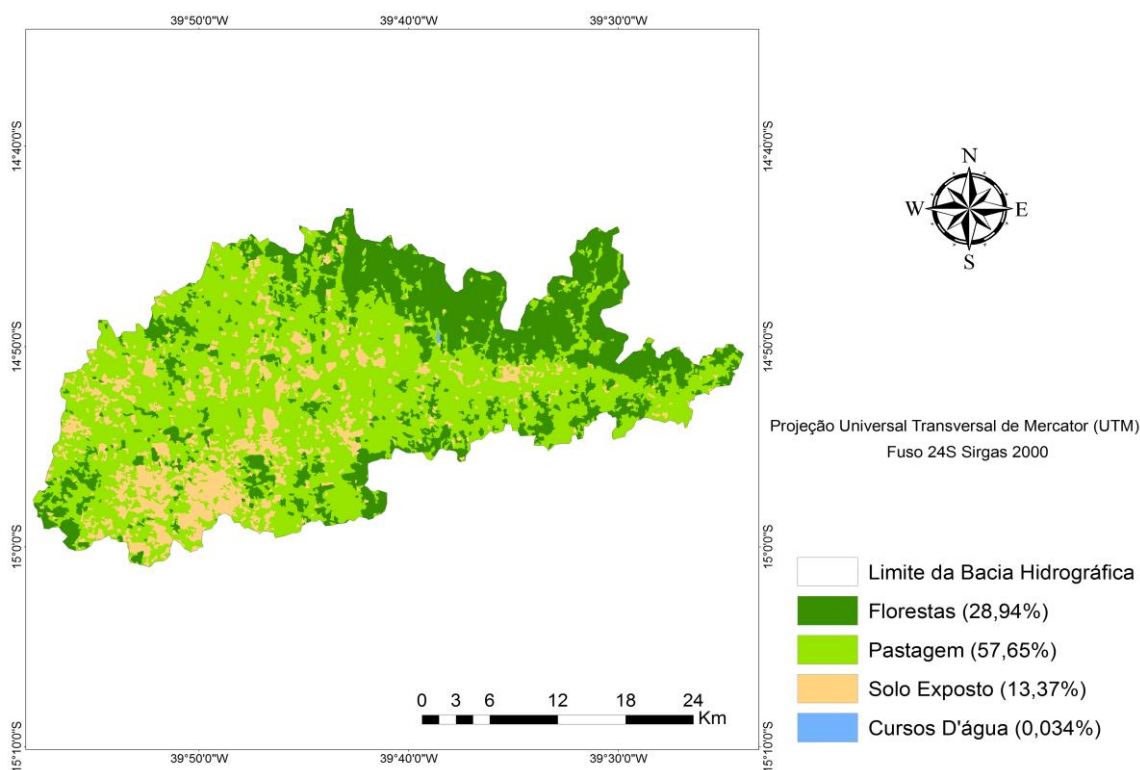 39°50'0"W
39°40'0"W
39°30'0"W
14°40'0"S
14°40'0"S
14°50'0"S
14°50'0"S
15°0'0"S
15°0'0"S
15°10'0"S
15°10'0"S
39°50'0"W
39°40'0"W
39°30'0"W
0 3 6 12 18 24
Km
N
W E
S
Projeção Universal Transversal de Mercator (UTM)
Fuso 24S Sirgas 2000
Limite da Bacia Hidrográfica
Florestas (28,94%)
Pastagem (57,65%)
Solo Exposto (13,37%)
Cursos D'água (0,034%)